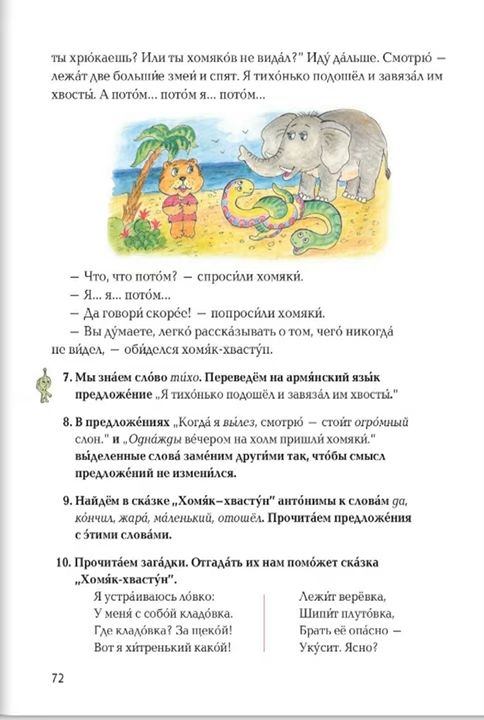 ты хрю́каешь? Или ты хомяко́в не вида́л?" Иду́ да́льше. Смотрю́ —
лежа́т две больши́е змеи́ и спят. Я тихо́нько подошёл и завяза́л им
хвосты́. А пото́м... пото́м я... пото́м...
— Что, что пото́м? — спроси́ли хомяки́.
— Я... я... пото́м...
— Да говори́ скоре́е! — попроси́ли хомяки́.
— Вы ду́маете, легко́ расска́зывать о том, чего́ никогда́
не ви́дел, — оби́делся хомя́к-хвасту́н.
7. Мы зна́ем сло́во ти́хо. Переведём на армя́нский язы́к
предложе́ние „Я тихо́нько подошёл и завяза́л им хвосты́."
8. В предложе́ниях „Когда́ я вы́лез, смотрю́ — стои́т огро́мный
слон." и „Одна́жды ве́чером на холм пришли́ хомяки́."
вы́деленные слова́ заме́ним други́ми так, что́бы смысл
предложе́ний не измени́лся.
9. Найдём в ска́зке „Хомя́к–хвасту́н" анто́нимы к слова́м да,
ко́нчил, жара́, ма́ленький, отошёл. Прочита́ем предложе́ния
с э́тими слова́ми.
10. Прочита́ем зага́дки. Отгада́ть их нам помо́жет ска́зка
„Хомя́к-хвасту́н".
Я устра́иваюсь ло́вко:
У меня́ с собо́й кладо́вка.
Где кладо́вка? За щеко́й!
Вот я хи́тренький како́й!
Лежи́т верёвка,
Шипи́т плуто́вка,
Брать её опа́сно —
Уку́сит. Я́сно?
72